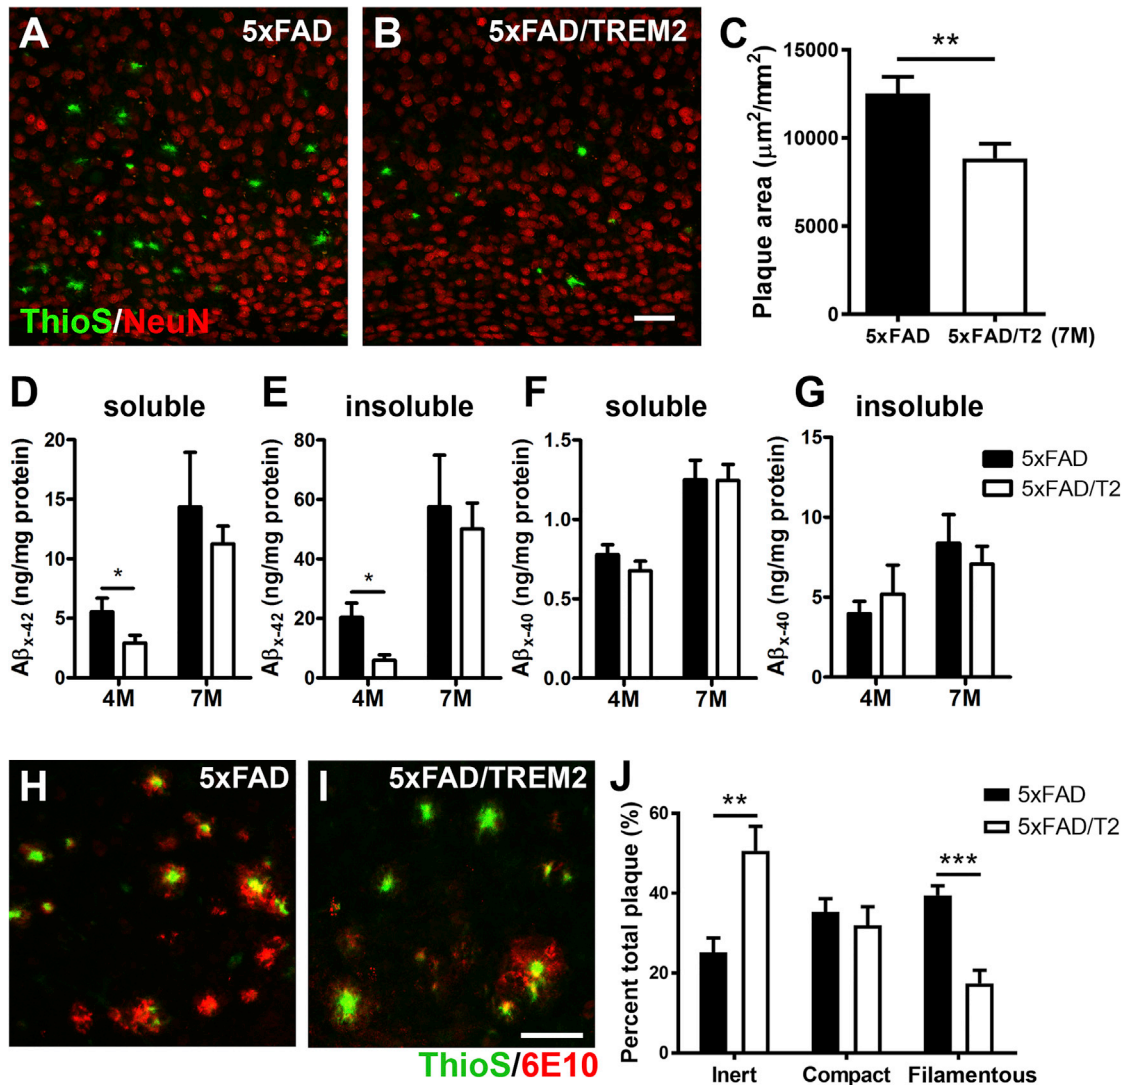 A 5xFAD
B 5xFAD/TREM2
ThioS/NeuN
C
15000
10000
5000
0
Plaque area (μm²/mm²)
**
5xFAD 5xFAD/T2 (7M)
D soluble
Aβx-42 (ng/mg protein)
20
15
10
5
0
*
4M 7M
E insoluble
Aβx-42 (ng/mg protein)
80
60
40
20
0
*
4M 7M
F soluble
Aβx-40 (ng/mg protein)
1.5
1.0
0.5
0.0
4M 7M
G insoluble
Aβx-40 (ng/mg protein)
15
10
5
0
4M 7M
5xFAD
5xFAD/T2
H 5xFAD
I 5xFAD/TREM2
ThioS/6E10
J
Percent total plaque (%)
60
40
20
0
**
***
5xFAD
5xFAD/T2
Inert Compact Filamentous